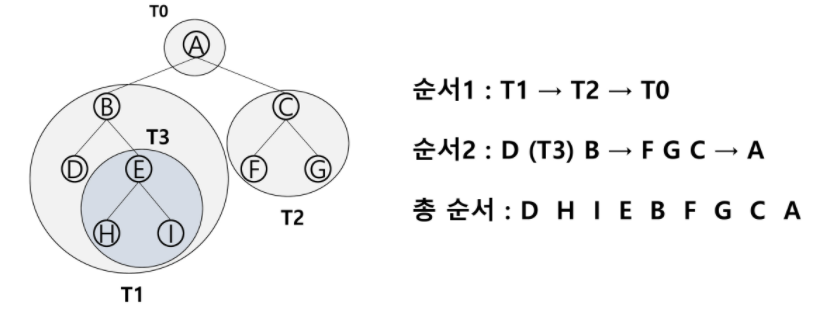 T0
A
B
C
T3
D
E
F
G
H
I
T2
T1
순서1 : T1 → T2 → T0
순서2 : D (T3) B → F G C → A
총 순서 : D H I E B F G C A